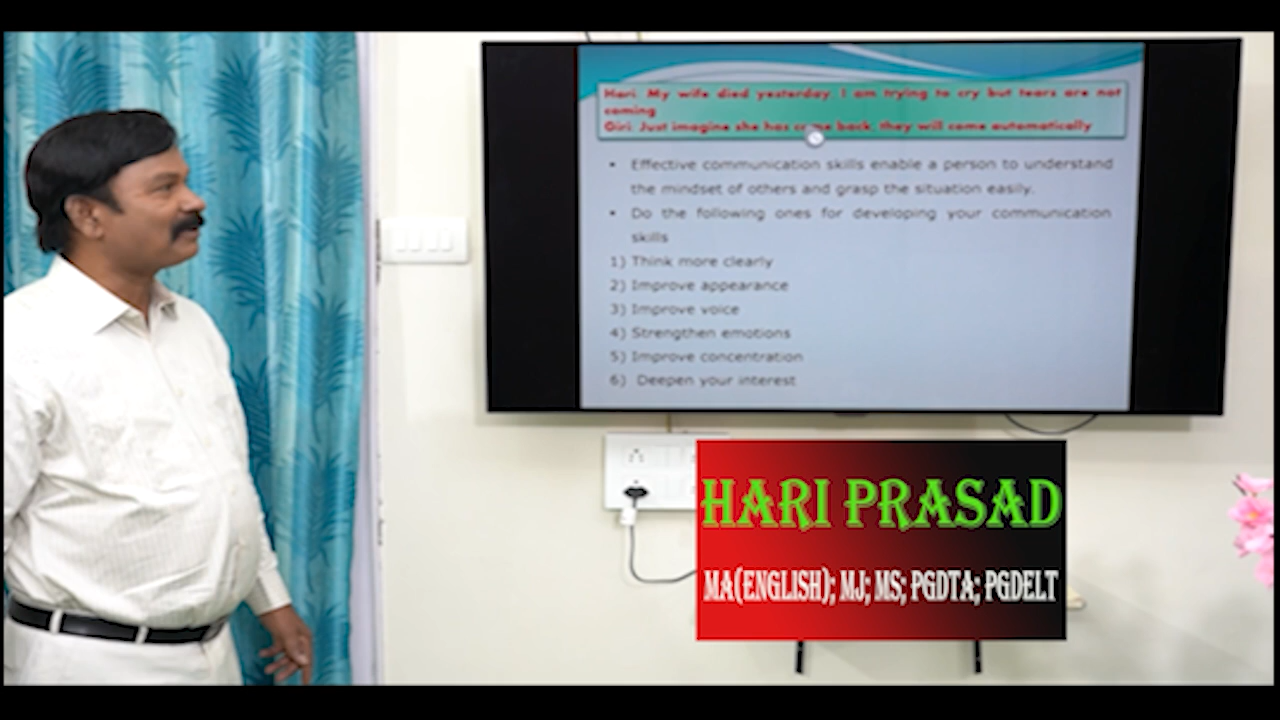 Hari: My wife died yesterday. I am trying to cry but tears are not
coming
Giri: Just imagine she has come back, they will come automatically
• Effective communication skills enable a person to understand
the mindset of others and grasp the situation easily.
• Do the following ones for developing your communication
skills
1) Think more clearly
2) Improve appearance
3) Improve voice
4) Strengthen emotions
5) Improve concentration
6) Deepen your interest
HARI PRASAD
MA(ENGLISH); MJ; MS; PGDTA; PGDELT